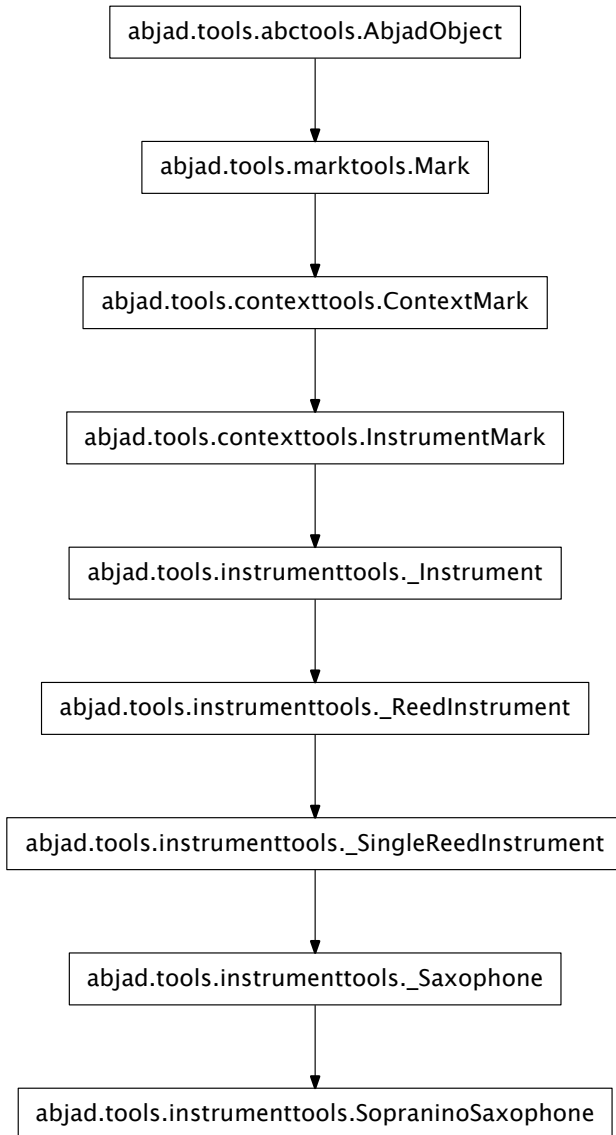 abjad.tools.abctools.AbjadObject
abjad.tools.marktools.Mark
abjad.tools.contexttools.ContextMark
abjad.tools.contexttools.InstrumentMark
abjad.tools.instrumenttools._Instrument
abjad.tools.instrumenttools._ReedInstrument
abjad.tools.instrumenttools._SingleReedInstrument
abjad.tools.instrumenttools._Saxophone
abjad.tools.instrumenttools.SopraninoSaxophone